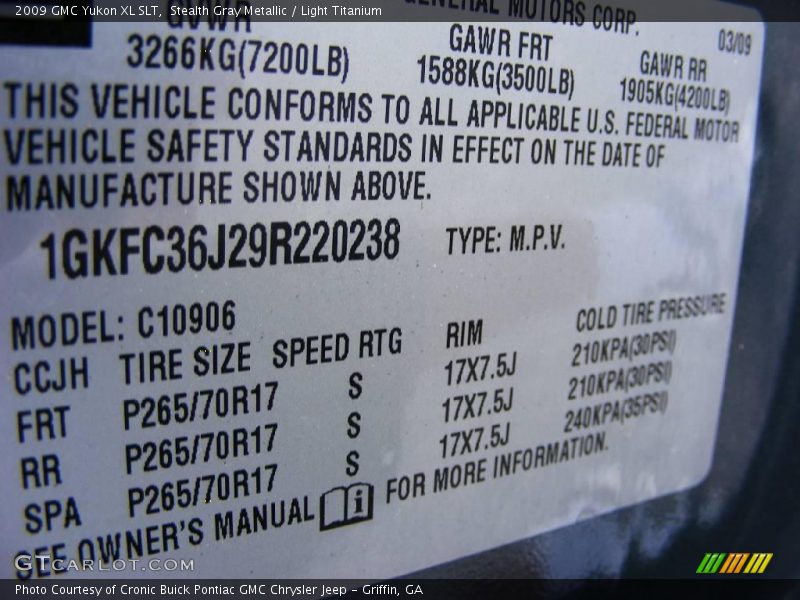 2009 GMC Yukon XL SLT, Stealth Gray Metallic / Light Titanium
GENERAL MOTORS CORP.
GVWR GAWR FRT GAWR RR 03/09
3266KG(7200LB) 1588KG(3500LB) 1905KG(4200LB)
THIS VEHICLE CONFORMS TO ALL APPLICABLE U.S. FEDERAL MOTOR
VEHICLE SAFETY STANDARDS IN EFFECT ON THE DATE OF
MANUFACTURE SHOWN ABOVE.
1GKFC36J29R220238 TYPE: M.P.V.
MODEL: C10906
CCJH TIRE SIZE SPEED RTG RIM COLD TIRE PRESSURE
FRT P265/70R17 S 17X7.5J 210KPA(30PSI)
RR P265/70R17 S 17X7.5J 210KPA(30PSI)
SPA P265/70R17 S 17X7.5J 240KPA(35PSI)
SEE OWNER'S MANUAL i FOR MORE INFORMATION.
GTCARLOT.COM
Photo Courtesy of Cronic Buick Pontiac GMC Chrysler Jeep – Griffin, GA